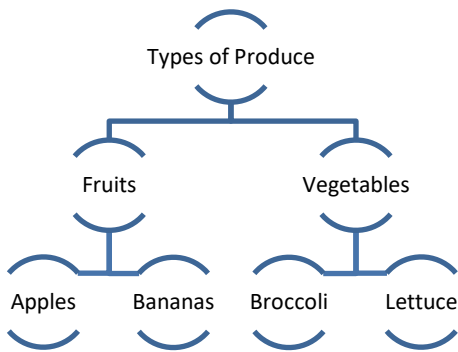 Types of Produce
Fruits
Vegetables
Apples
Bananas
Broccoli
Lettuce